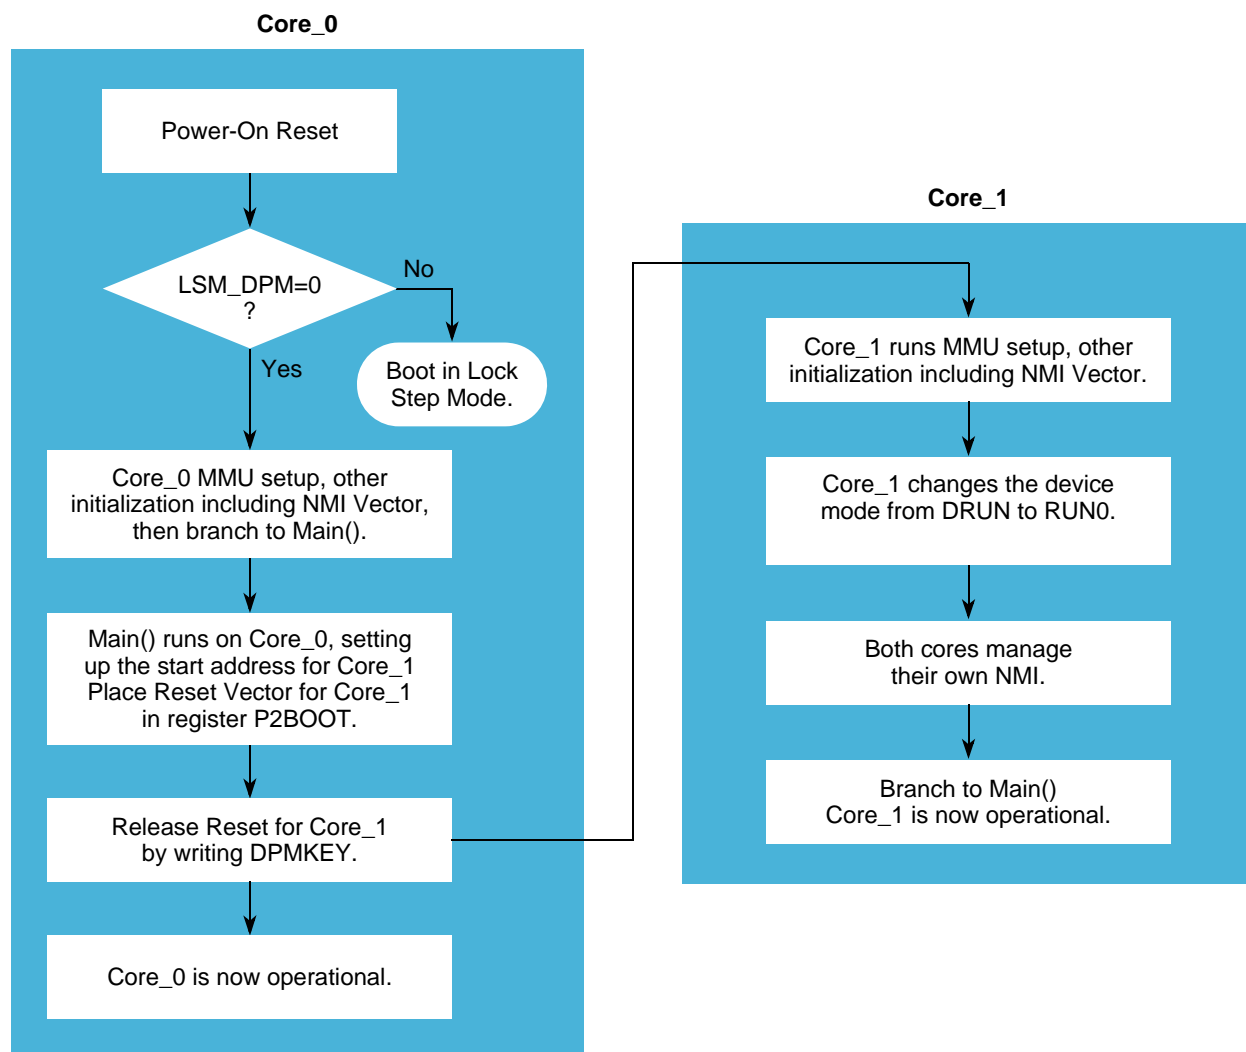 Core_0
Power-On Reset
LSM_DPM=0
?
No
Yes
Boot in Lock
Step Mode.
Core_0 MMU setup, other
initialization including NMI Vector,
then branch to Main().
Main() runs on Core_0, setting
up the start address for Core_1
Place Reset Vector for Core_1
in register P2BOOT.
Release Reset for Core_1
by writing DPMKEY.
Core_0 is now operational.
Core_1
Core_1 runs MMU setup, other
initialization including NMI Vector.
Core_1 changes the device
mode from DRUN to RUN0.
Both cores manage
their own NMI.
Branch to Main()
Core_1 is now operational.